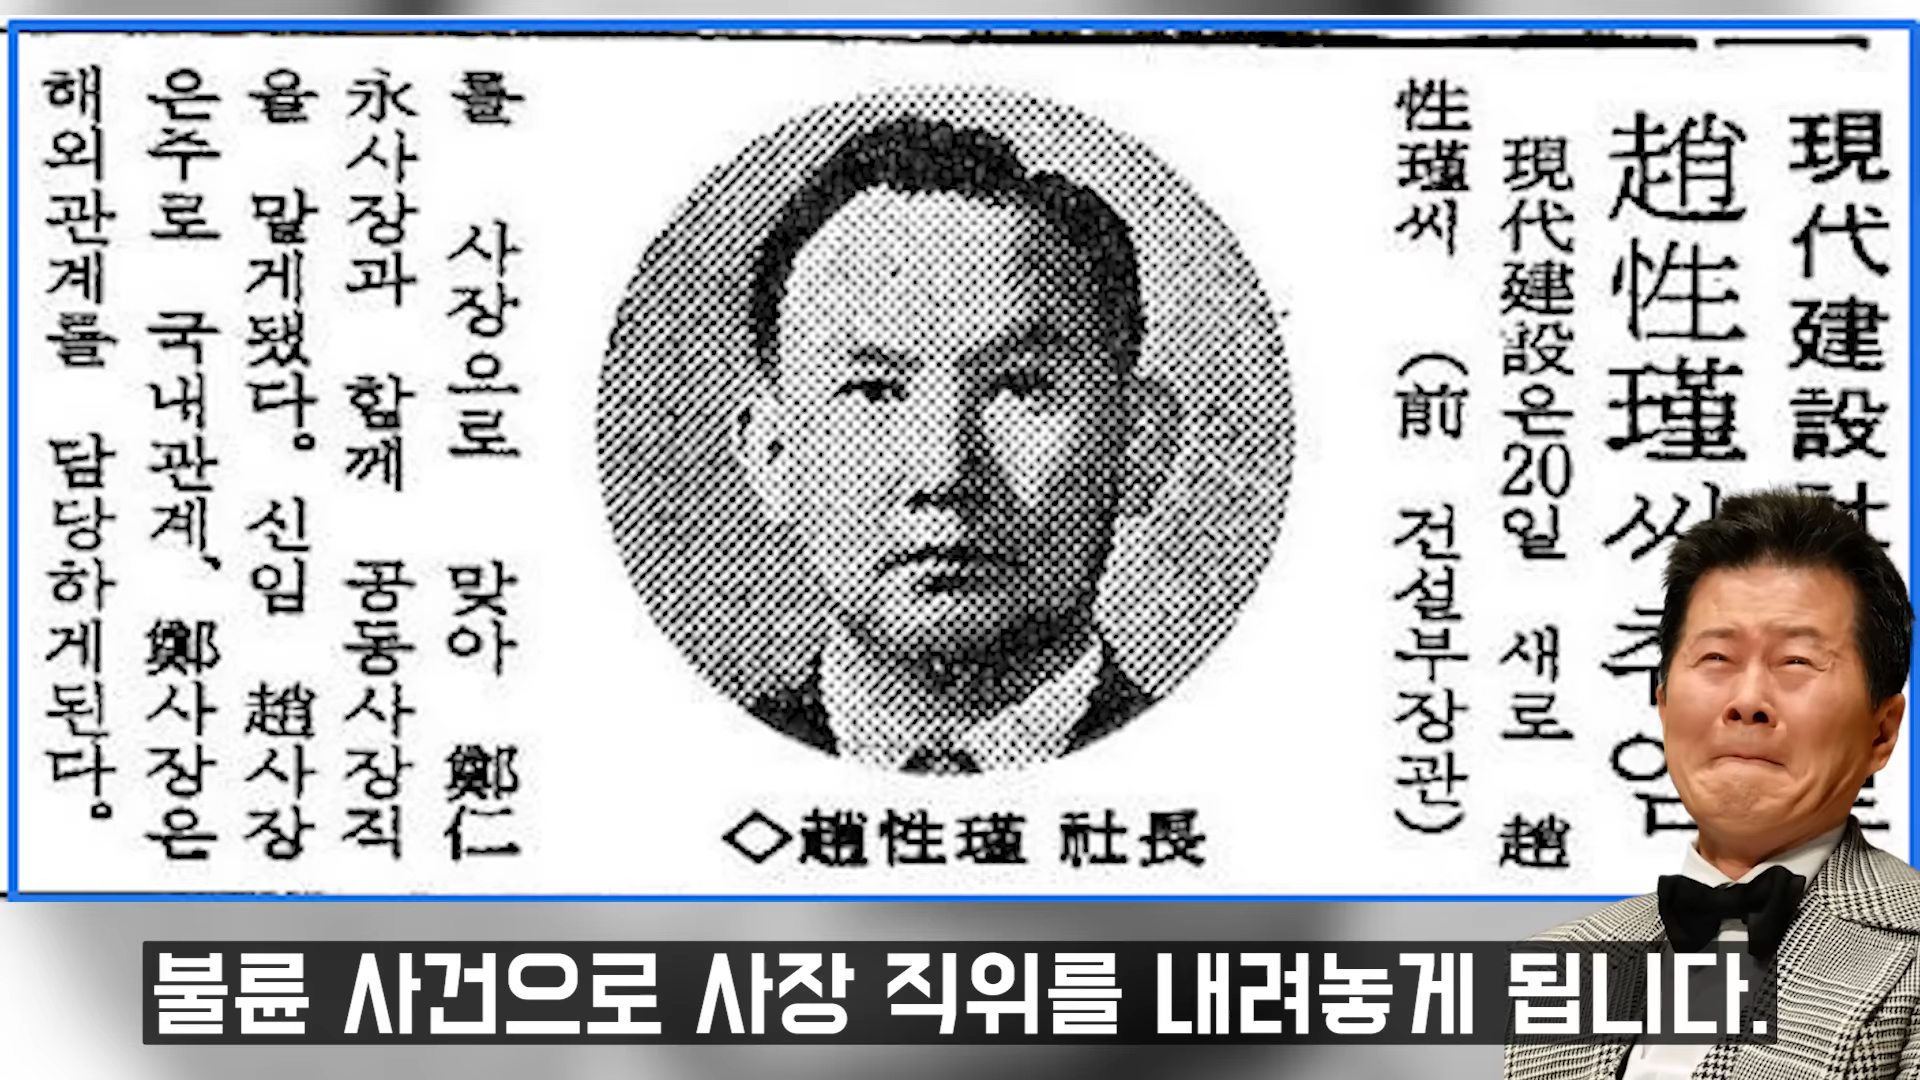 現代建設社
趙性瑾씨 취임
現代建設은 20일 새로 趙
性瑾씨 (前 건설부장관)
◇趙性瑾 社長
를 사장으로 맞아 鄭仁
永사장과 함께 공동사장직
을 맡게됐다。 신임 趙사장
은주로 국내관계、鄭사장은
해외관계를 담당하게된다。
불륜 사건으로 사장 직위를 내려놓게 됩니다.